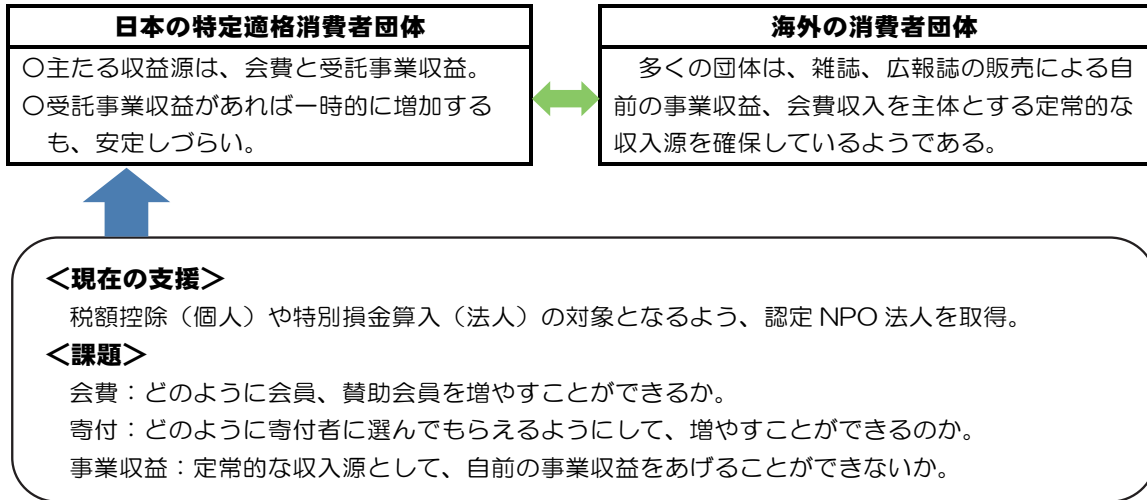 日本の特定適格消費者団体
○主たる収益源は、会費と受託事業収益。
○受託事業収益があれば一時的に増加する
も、安定しづらい。
海外の消費者団体
多くの団体は、雑誌、広報誌の販売による自
前の事業収益、会費収入を主体とする定常的な
収入源を確保しているようである。
＜現在の支援＞
税額控除（個人）や特別損金算入（法人）の対象となるよう、認定 NPO 法人を取得。
＜課題＞
会費：どのように会員、賛助会員を増やすことができるか。
寄付：どのように寄付者に選んでもらえるようにして、増やすことができるのか。
事業収益：定常的な収入源として、自前の事業収益をあげることができないか。